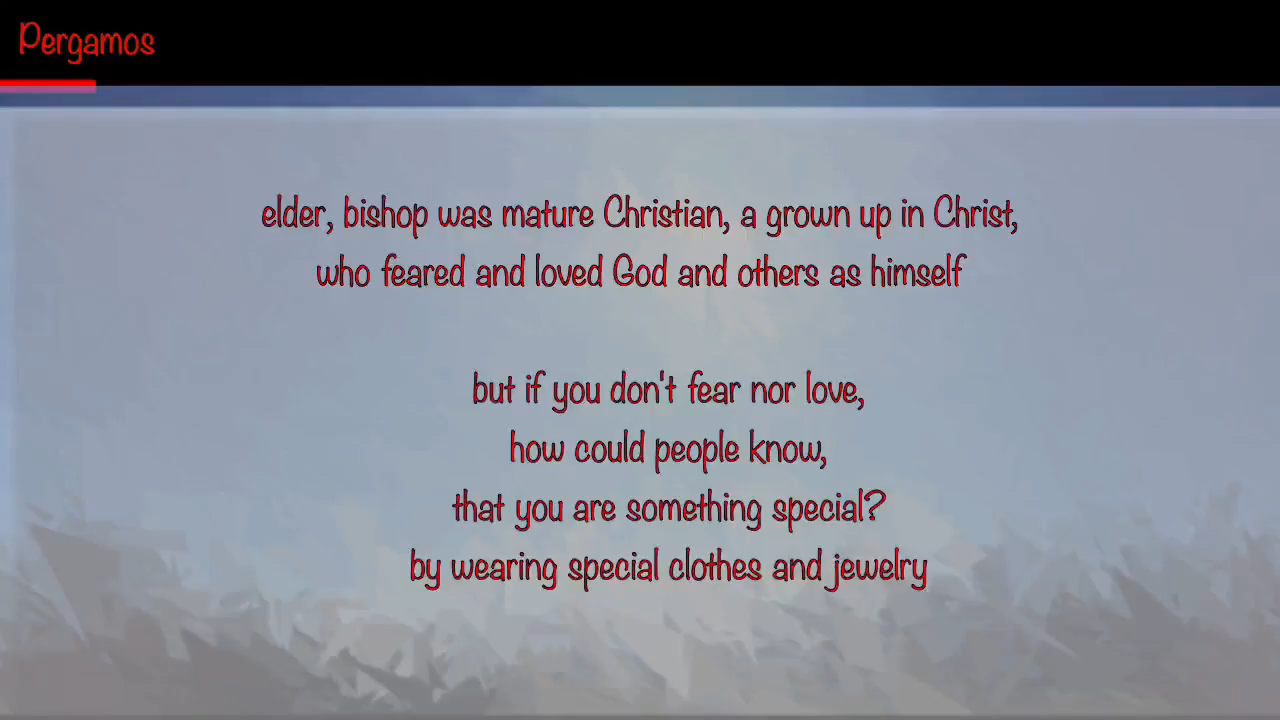 Pergamos
elder, bishop was mature Christian, a grown up in Christ,
who feared and loved God and others as himself
but if you don't fear nor love,
how could people know,
that you are something special?
by wearing special clothes and jewelry